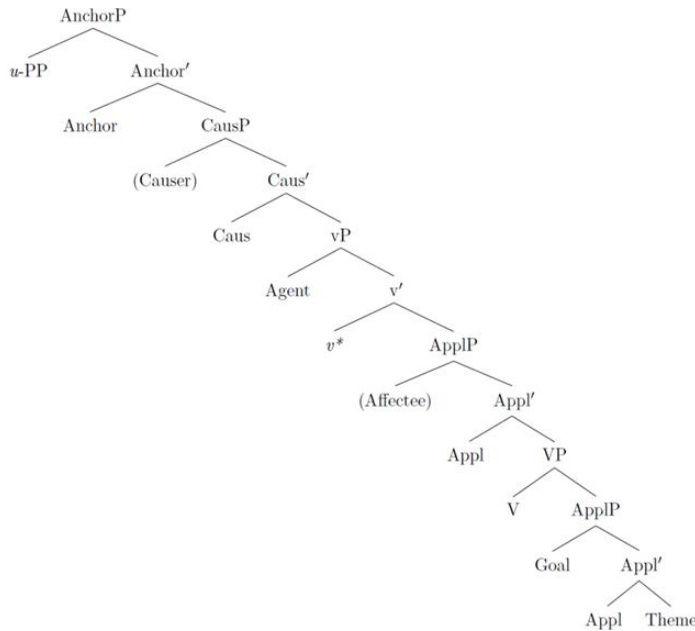 AnchorP
u-PP Anchor′
Anchor CausP
(Causer) Caus′
Caus vP
Agent v′
v* ApplP
(Affectee) Appl′
Appl VP
V ApplP
Goal Appl′
Appl Theme